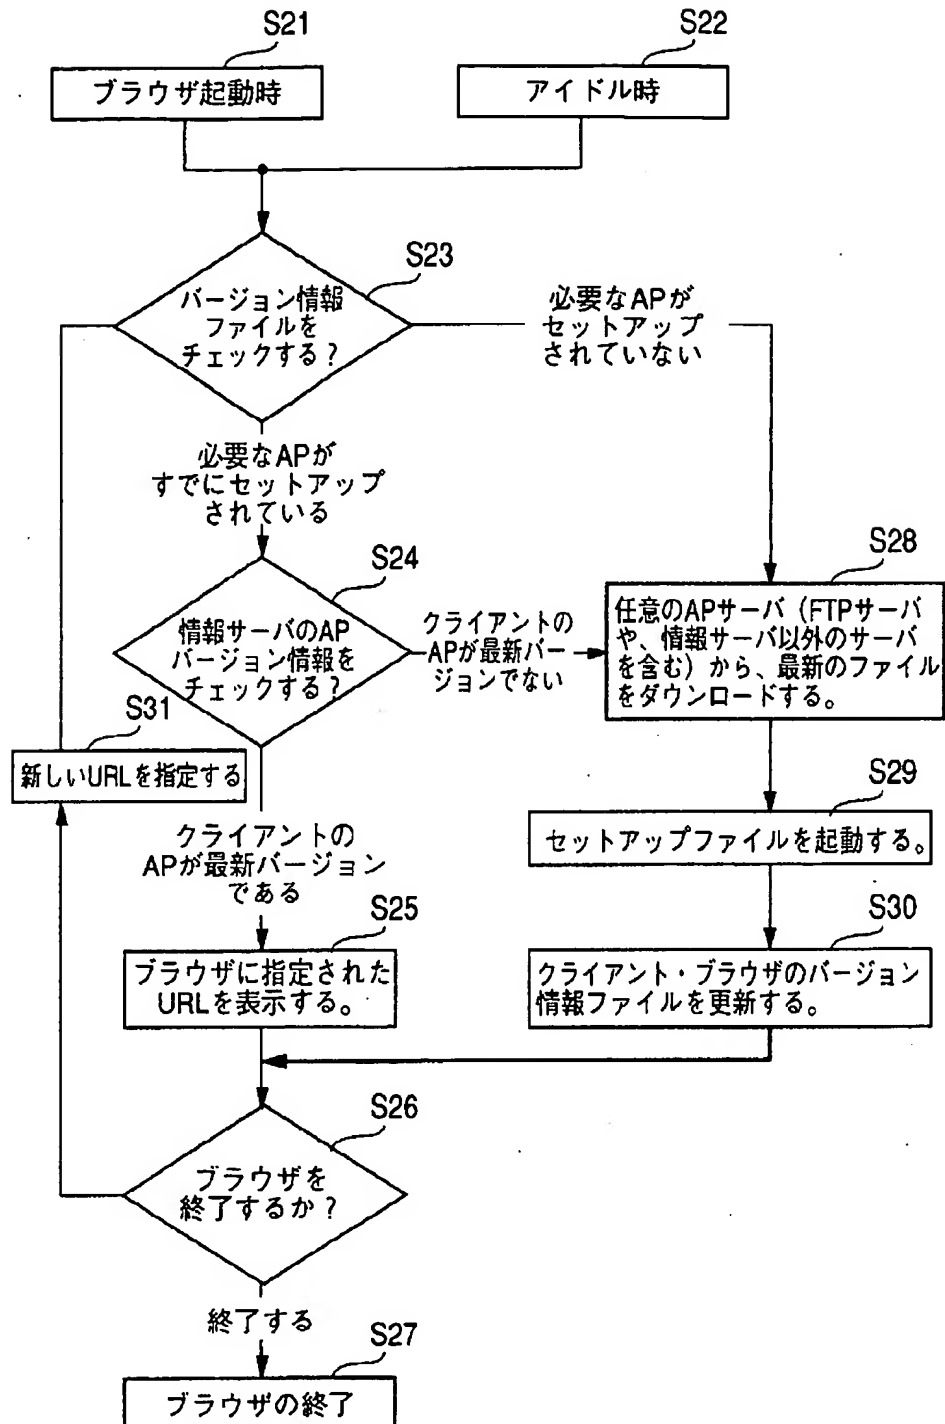 S21
ブラウザ起動時
S22
アイドル時
S23
バージョン情報
ファイルを
チェックする？
必要なAPが
セットアップ
されていない
必要なAPが
すでにセットアップ
されている
S24
情報サーバのAP
バージョン情報を
チェックする？
クライアントの
APが最新バー
ジョンでない
S28
任意のAPサーバ（FTPサーバ
や、情報サーバ以外のサーバ
を含む）から、最新のファイル
をダウンロードする。
S31
新しいURLを指定する
S29
セットアップファイルを起動する。
クライアントの
APが最新バージョン
である
S25
ブラウザに指定された
URLを表示する。
S30
クライアント・ブラウザのバージョン
情報ファイルを更新する。
S26
ブラウザを
終了するか？
終了する
S27
ブラウザの終了